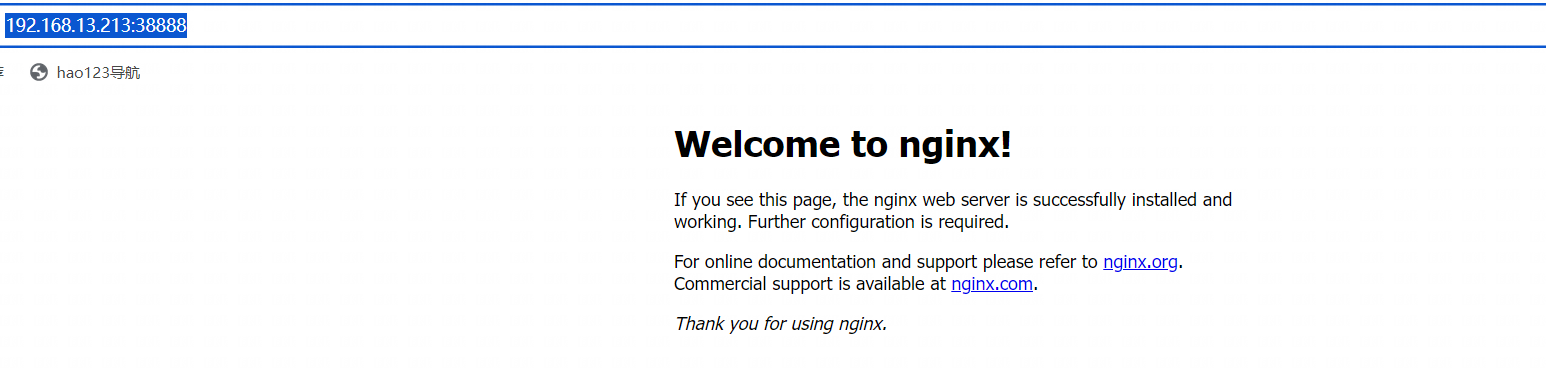 192.168.13.213:38888
hao123导航
Welcome to nginx!
If you see this page, the nginx web server is successfully installed and
working. Further configuration is required.
For online documentation and support please refer to nginx.org.
Commercial support is available at nginx.com.
Thank you for using nginx.